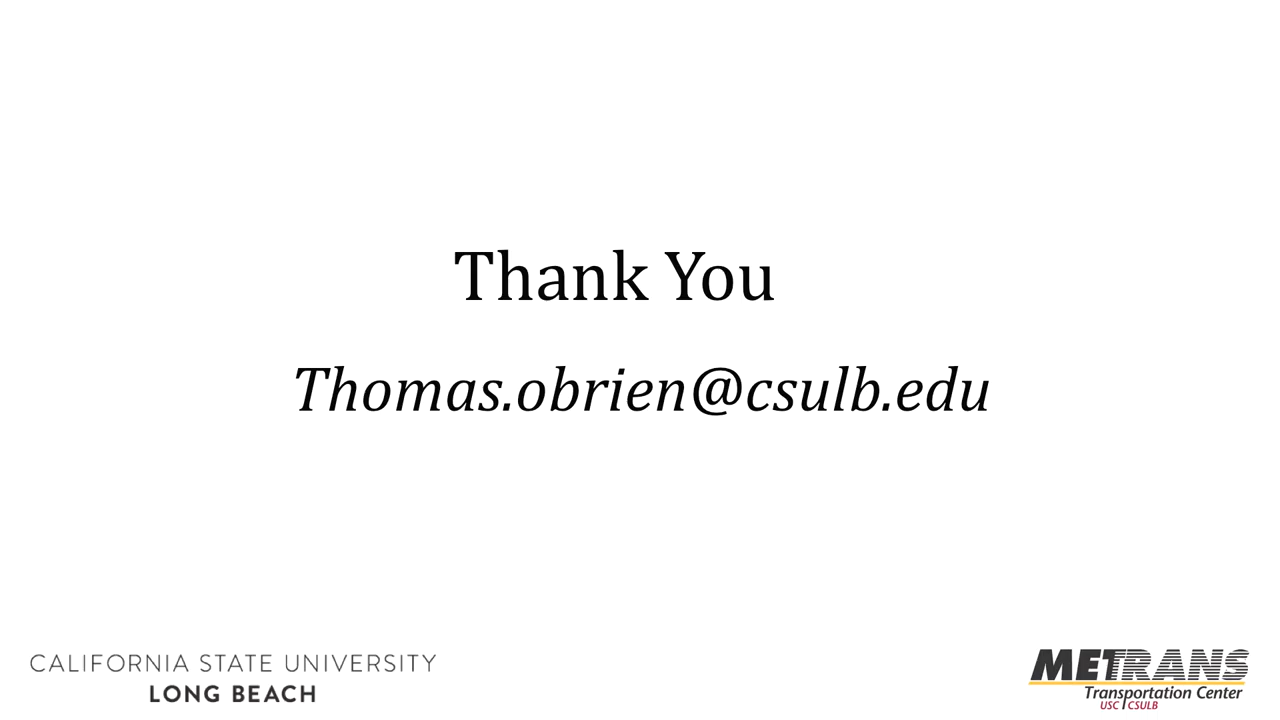 Thank You
Thomas.obrien@csulb.edu
CALIFORNIA STATE UNIVERSITY
LONG BEACH
METRANS
Transportation Center
USC CSULB